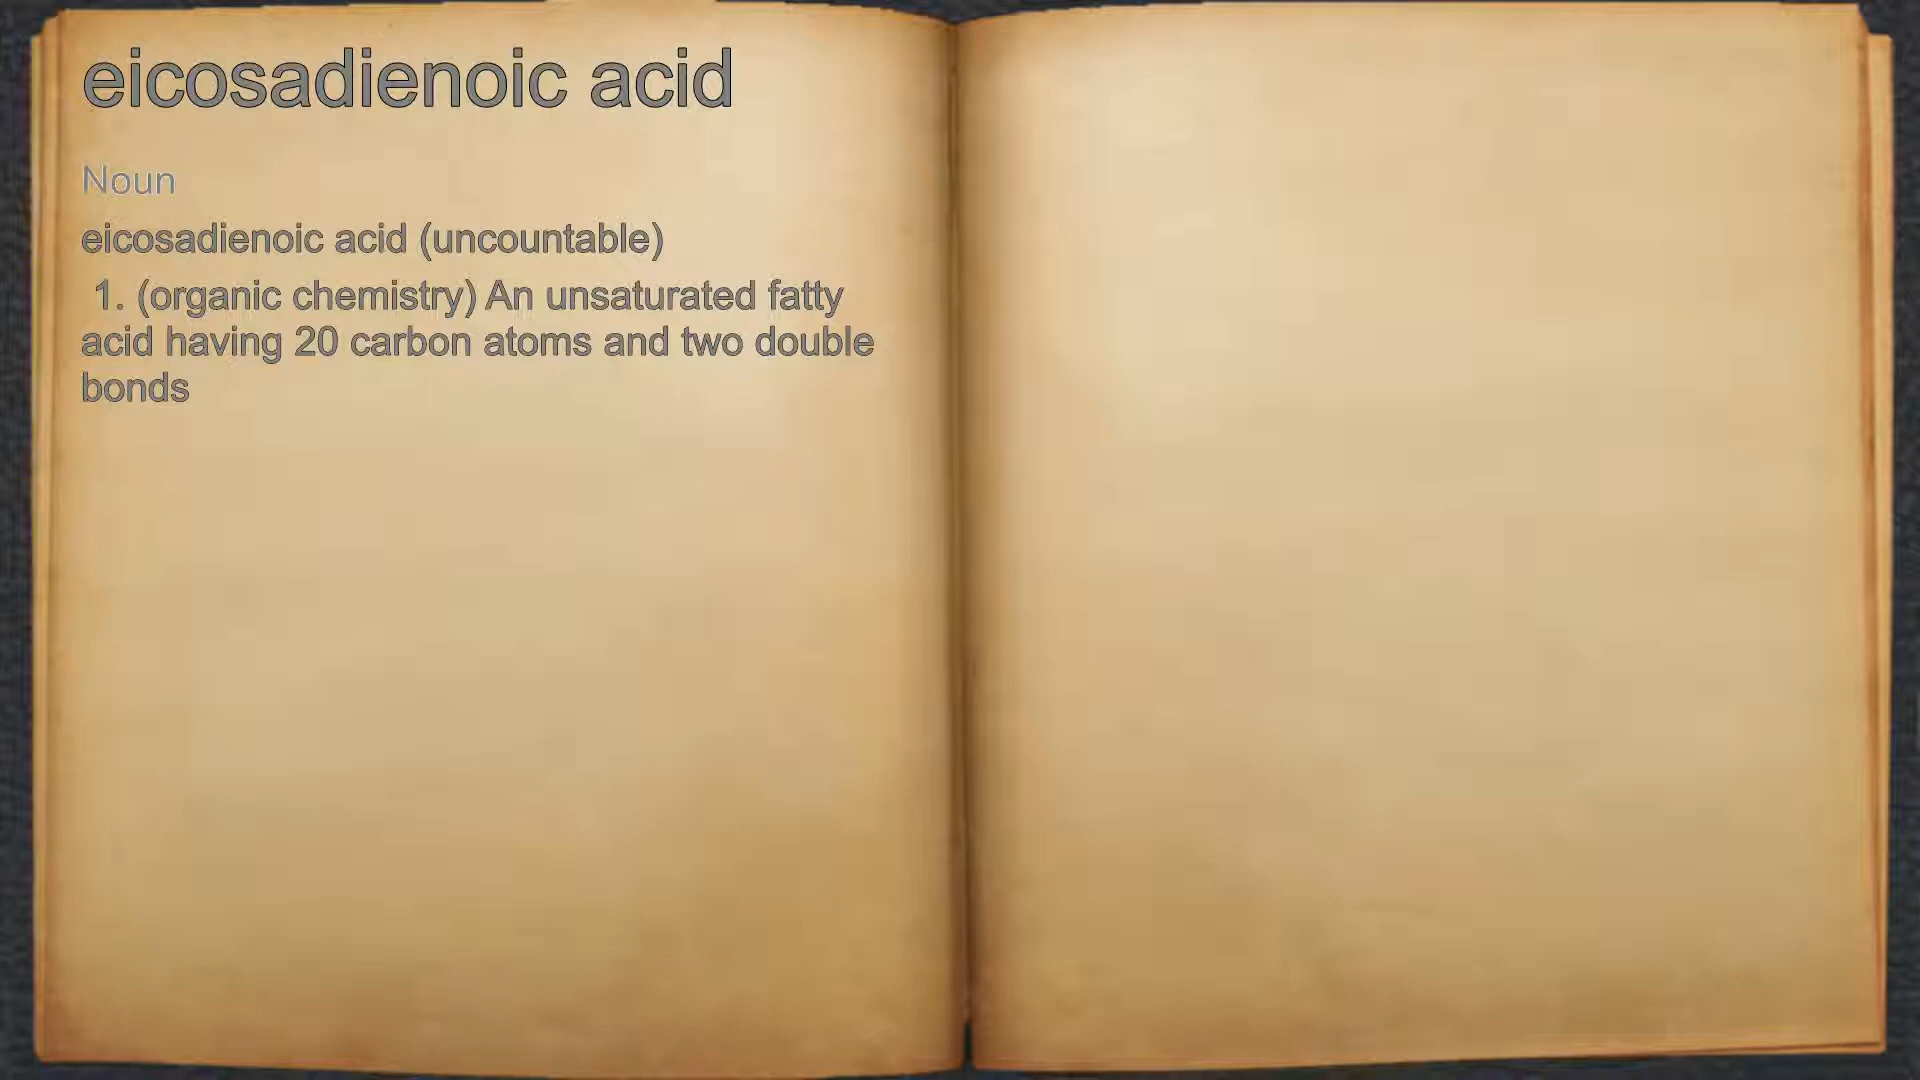 eicosadienoic acid
Noun
eicosadienoic acid (uncountable)
1. (organic chemistry) An unsaturated fatty
acid having 20 carbon atoms and two double
bonds